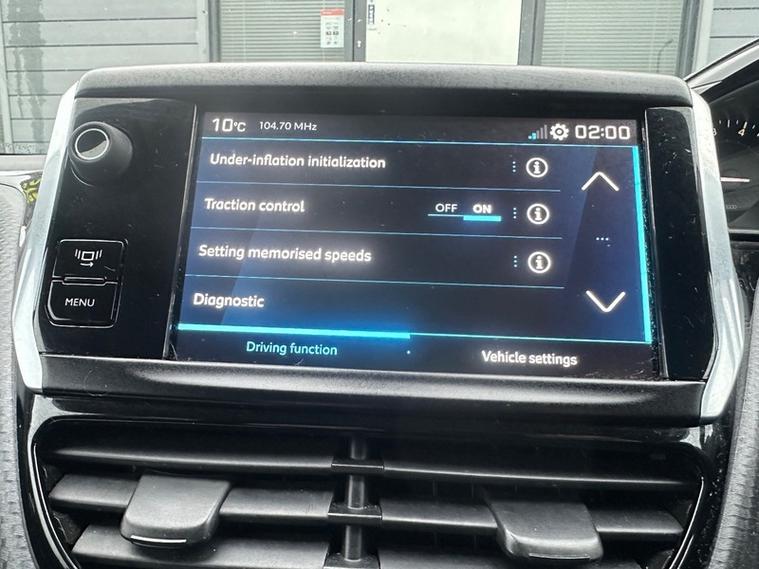 10°C 104.70 MHz 02:00
Under-inflation initialization
Traction control OFF ON
Setting memorised speeds
Diagnostic
Driving function Vehicle settings
MENU